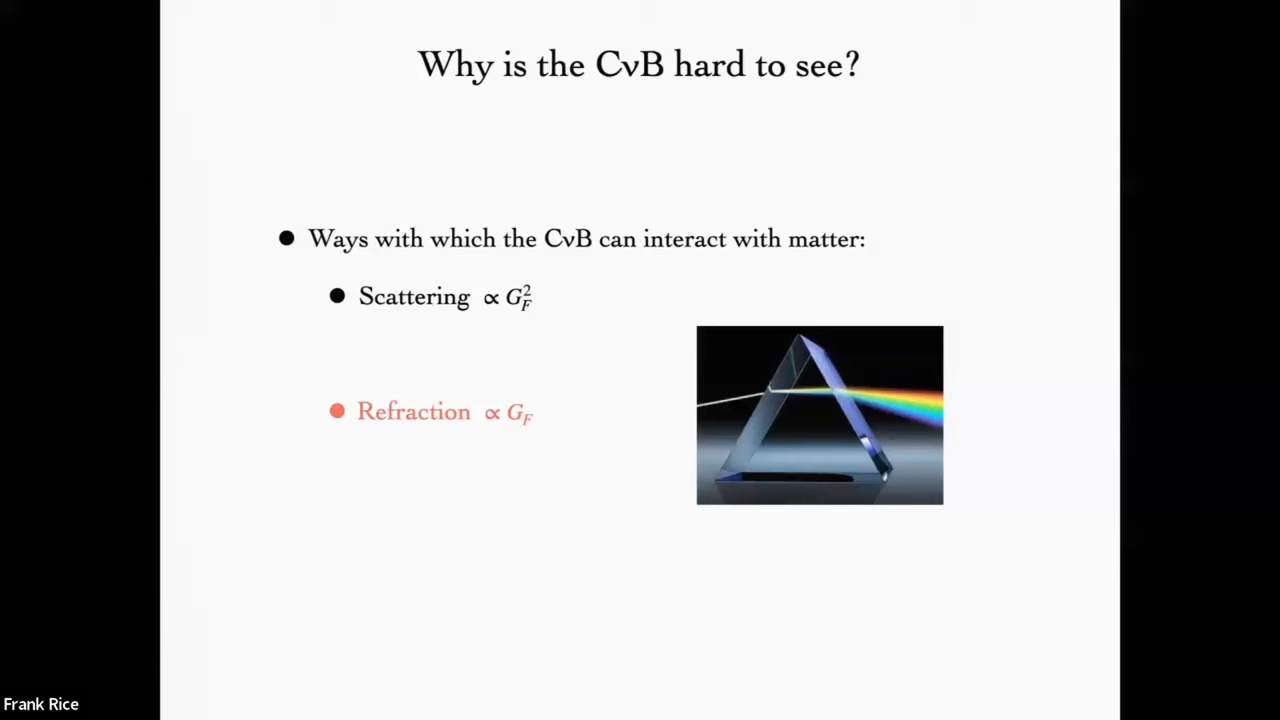 Why is the CνB hard to see?
● Ways with which the CνB can interact with matter:
● Scattering ∝ G_F^2
● Refraction ∝ G_F
Frank Rice